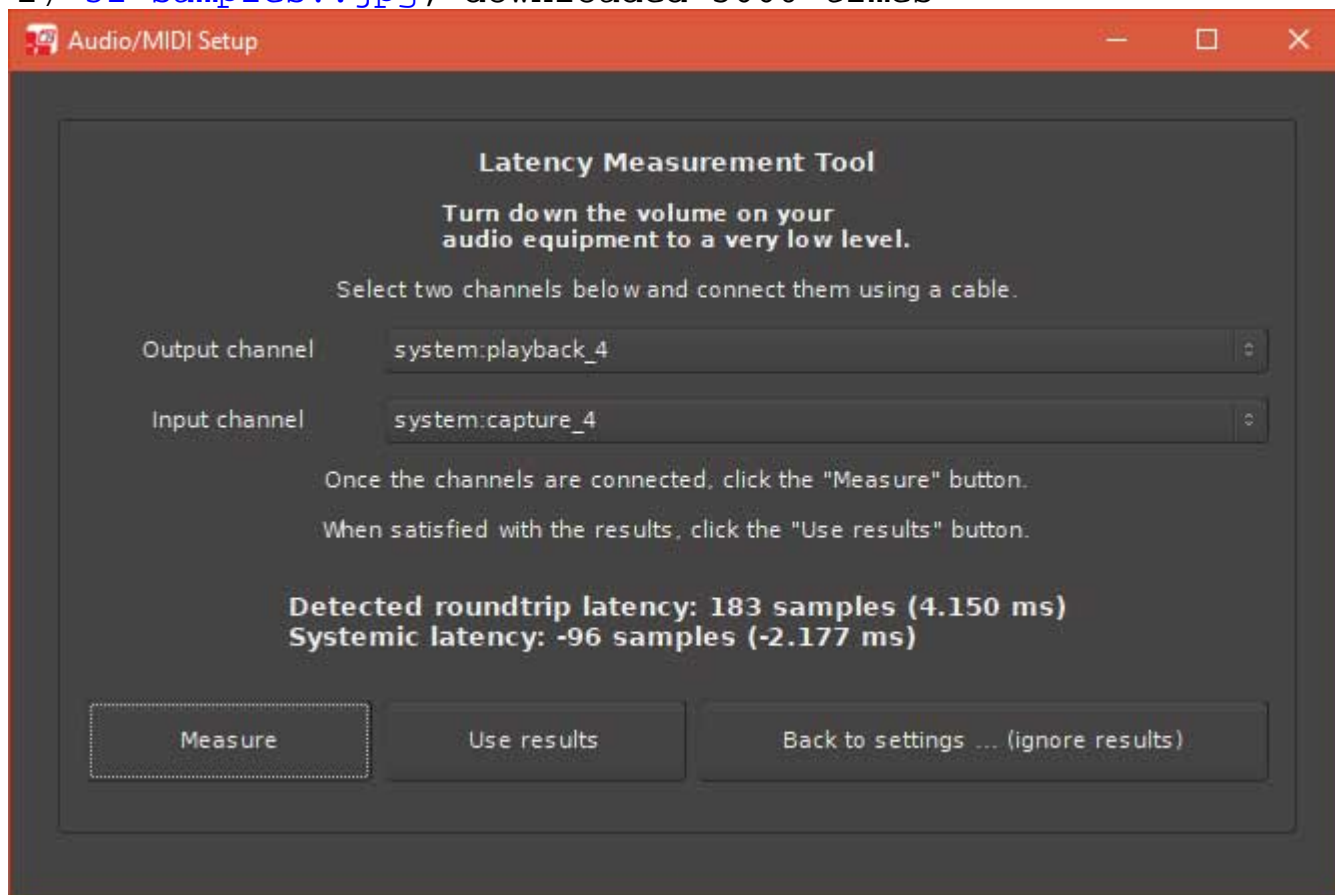 Audio/MIDI Setup
Latency Measurement Tool
Turn down the volume on your
audio equipment to a very low level.
Select two channels below and connect them using a cable.
Output channel system:playback_4
Input channel system:capture_4
Once the channels are connected, click the "Measure" button.
When satisfied with the results, click the "Use results" button.
Detected roundtrip latency: 183 samples (4.150 ms)
Systemic latency: -96 samples (-2.177 ms)
Measure Use results Back to settings ... (ignore results)